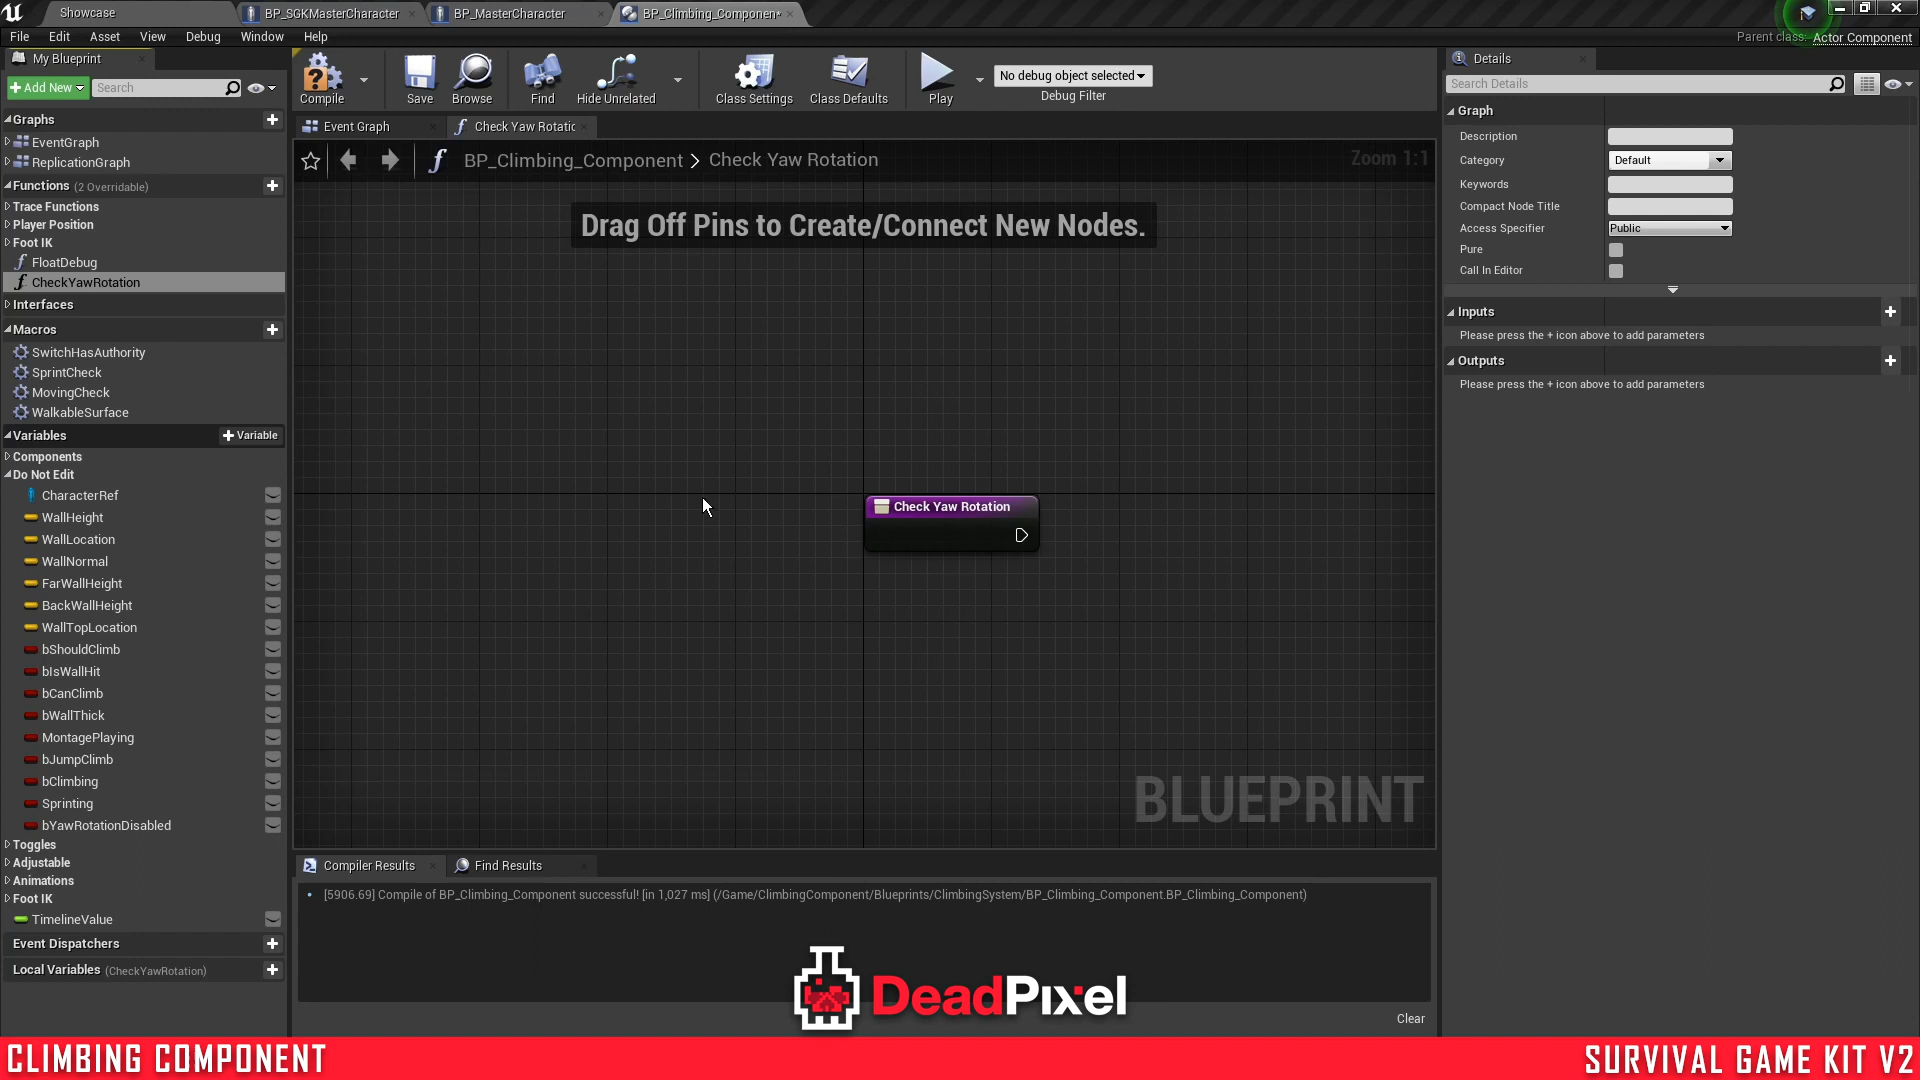 Showcase
BP_SGKMasterCharacter
BP_MasterCharacter
BP_Climbing_Componen*
File Edit Asset View Debug Window Help
Parent class: Actor Component
My Blueprint
Add New
Search
Compile
Save
Browse
Find
Hide Unrelated
Class Settings
Class Defaults
Play
No debug object selected
Debug Filter
Details
Search Details
Graphs
EventGraph
ReplicationGraph
Functions (2 Overridable)
Trace Functions
Player Position
Foot IK
FloatDebug
CheckYawRotation
Interfaces
Macros
SwitchHasAuthority
SprintCheck
MovingCheck
WalkableSurface
Variables
Variable
Components
Do Not Edit
CharacterRef
WallHeight
WallLocation
WallNormal
FarWallHeight
BackWallHeight
WallTopLocation
bShouldClimb
bIsWallHit
bCanClimb
bWallThick
MontagePlaying
bJumpClimb
bClimbing
Sprinting
bYawRotationDisabled
Toggles
Adjustable
Animations
Foot IK
TimelineValue
Event Dispatchers
Local Variables (CheckYawRotation)
Event Graph
Check Yaw Rotatic
BP_Climbing_Component > Check Yaw Rotation
Zoom 1:1
Drag Off Pins to Create/Connect New Nodes.
Check Yaw Rotation
BLUEPRINT
Compiler Results
Find Results
[5906.69] Compile of BP_Climbing_Component successful! [in 1,027 ms] (/Game/ClimbingComponent/Blueprints/ClimbingSystem/BP_Climbing_Component.BP_Climbing_Component)
Clear
Graph
Description
Category
Default
Keywords
Compact Node Title
Access Specifier
Public
Pure
Call In Editor
Inputs
Please press the + icon above to add parameters
Outputs
Please press the + icon above to add parameters
DeadPixel
CLIMBING COMPONENT
SURVIVAL GAME KIT V2